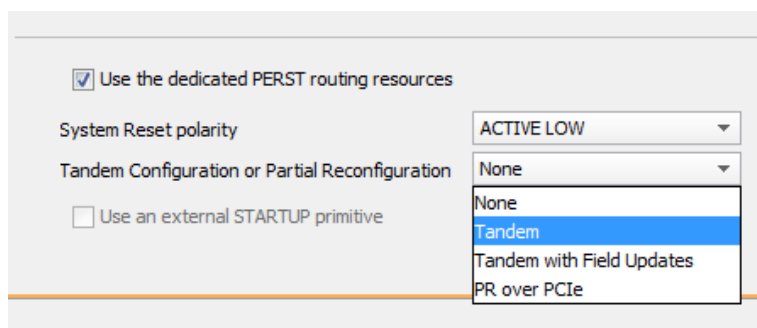 Use the dedicated PERST routing resources
System Reset polarity
ACTIVE LOW
Tandem Configuration or Partial Reconfiguration
None
Use an external STARTUP primitive
None
Tandem
Tandem with Field Updates
PR over PCIe